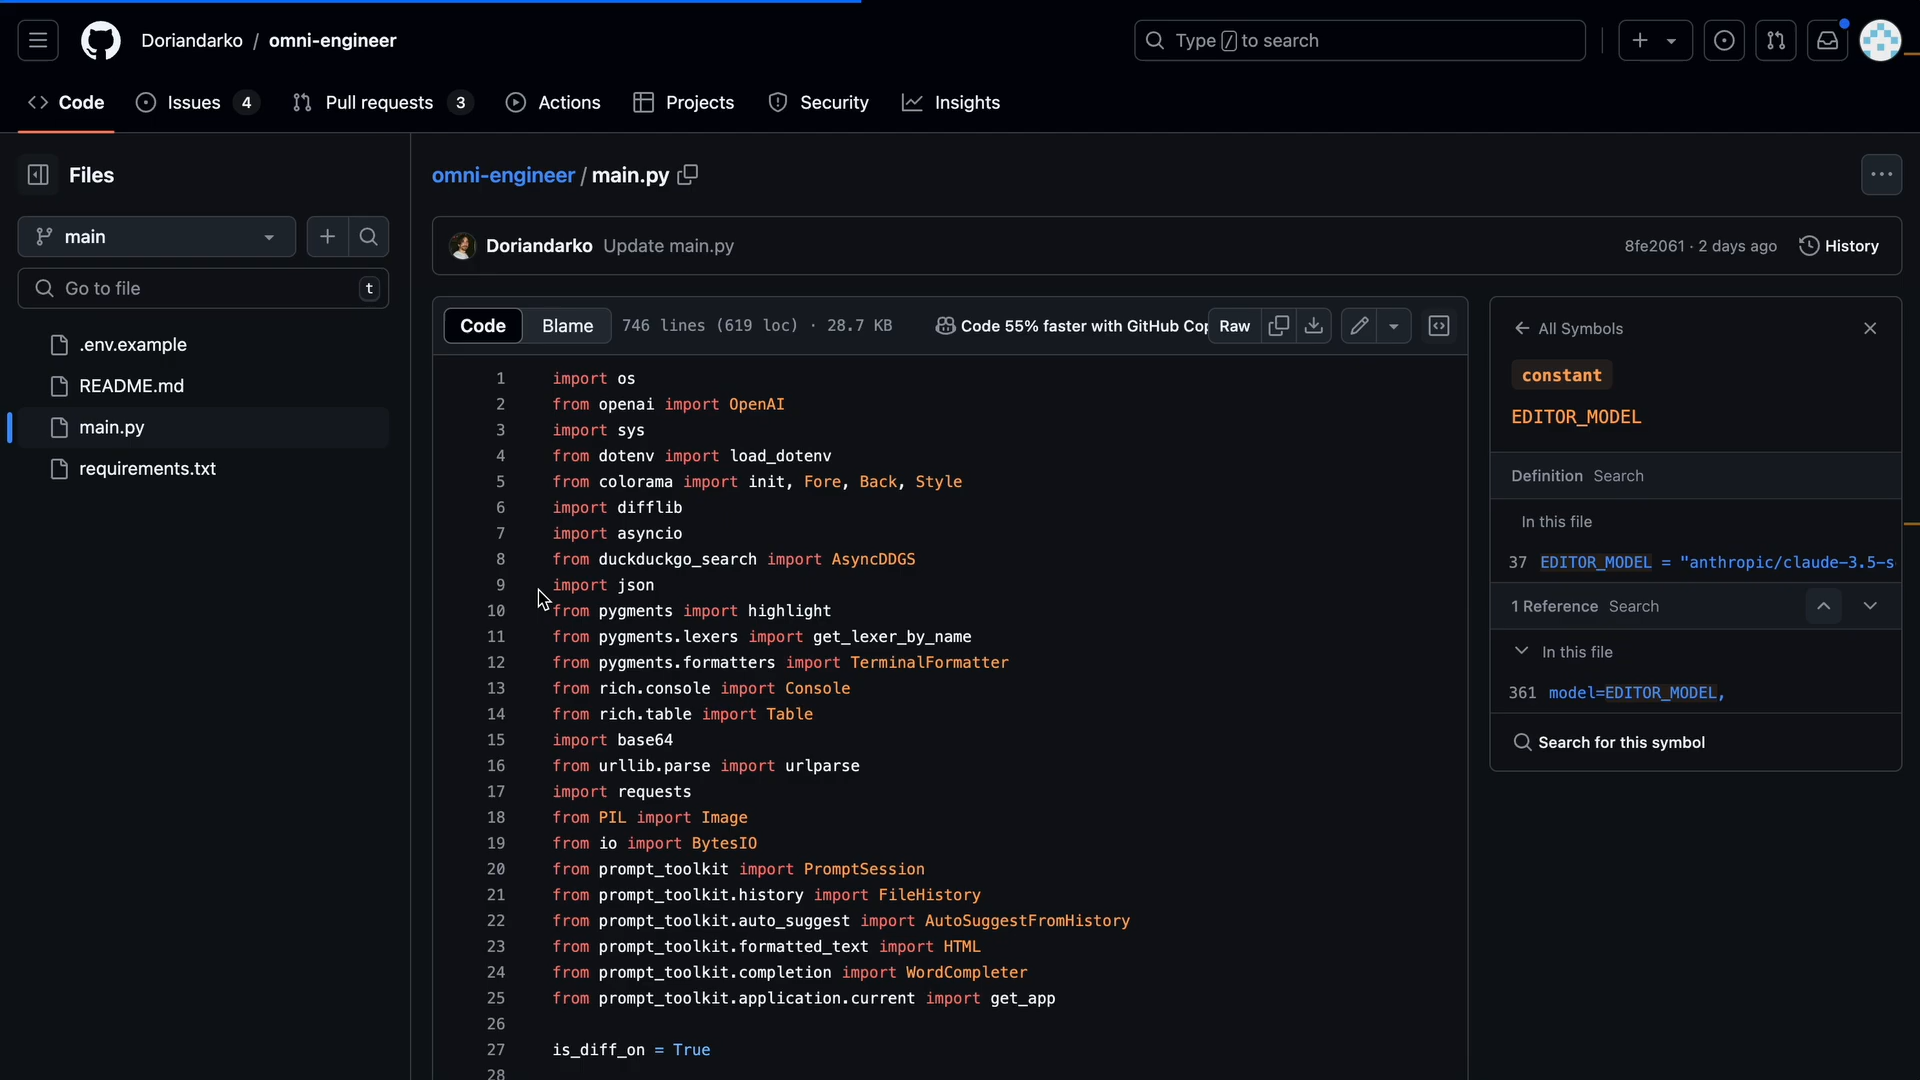 Doriandarko / omni-engineer
Type / to search
Code
Issues 4
Pull requests 3
Actions
Projects
Security
Insights
Files
main
Go to file
t
.env.example
README.md
main.py
requirements.txt
omni-engineer / main.py
Doriandarko Update main.py
8fe2061 · 2 days ago
History
Code
Blame
746 lines (619 loc) · 28.7 KB
Code 55% faster with GitHub Cop
Raw
1 import os
2 from openai import OpenAI
3 import sys
4 from dotenv import load_dotenv
5 from colorama import init, Fore, Back, Style
6 import difflib
7 import asyncio
8 from duckduckgo_search import AsyncDDGS
9 import json
10 from pygments import highlight
11 from pygments.lexers import get_lexer_by_name
12 from pygments.formatters import TerminalFormatter
13 from rich.console import Console
14 from rich.table import Table
15 import base64
16 from urllib.parse import urlparse
17 import requests
18 from PIL import Image
19 from io import BytesIO
20 from prompt_toolkit import PromptSession
21 from prompt_toolkit.history import FileHistory
22 from prompt_toolkit.auto_suggest import AutoSuggestFromHistory
23 from prompt_toolkit.formatted_text import HTML
24 from prompt_toolkit.completion import WordCompleter
25 from prompt_toolkit.application.current import get_app
26
27 is_diff_on = True
28
All Symbols
constant
EDITOR_MODEL
Definition Search
In this file
37 EDITOR_MODEL = "anthropic/claude-3.5-s
1 Reference Search
In this file
361 model=EDITOR_MODEL,
Search for this symbol